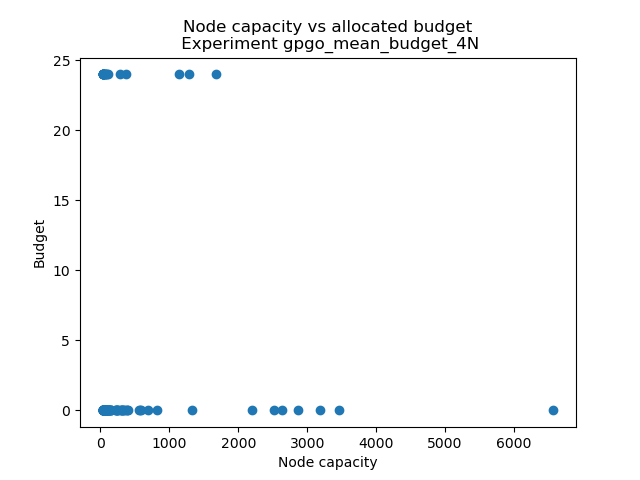 Node capacity vs allocated budget
Experiment gpgo_mean_budget_4N
25
20
15
10
5
0
Budget
0 1000 2000 3000 4000 5000 6000
Node capacity